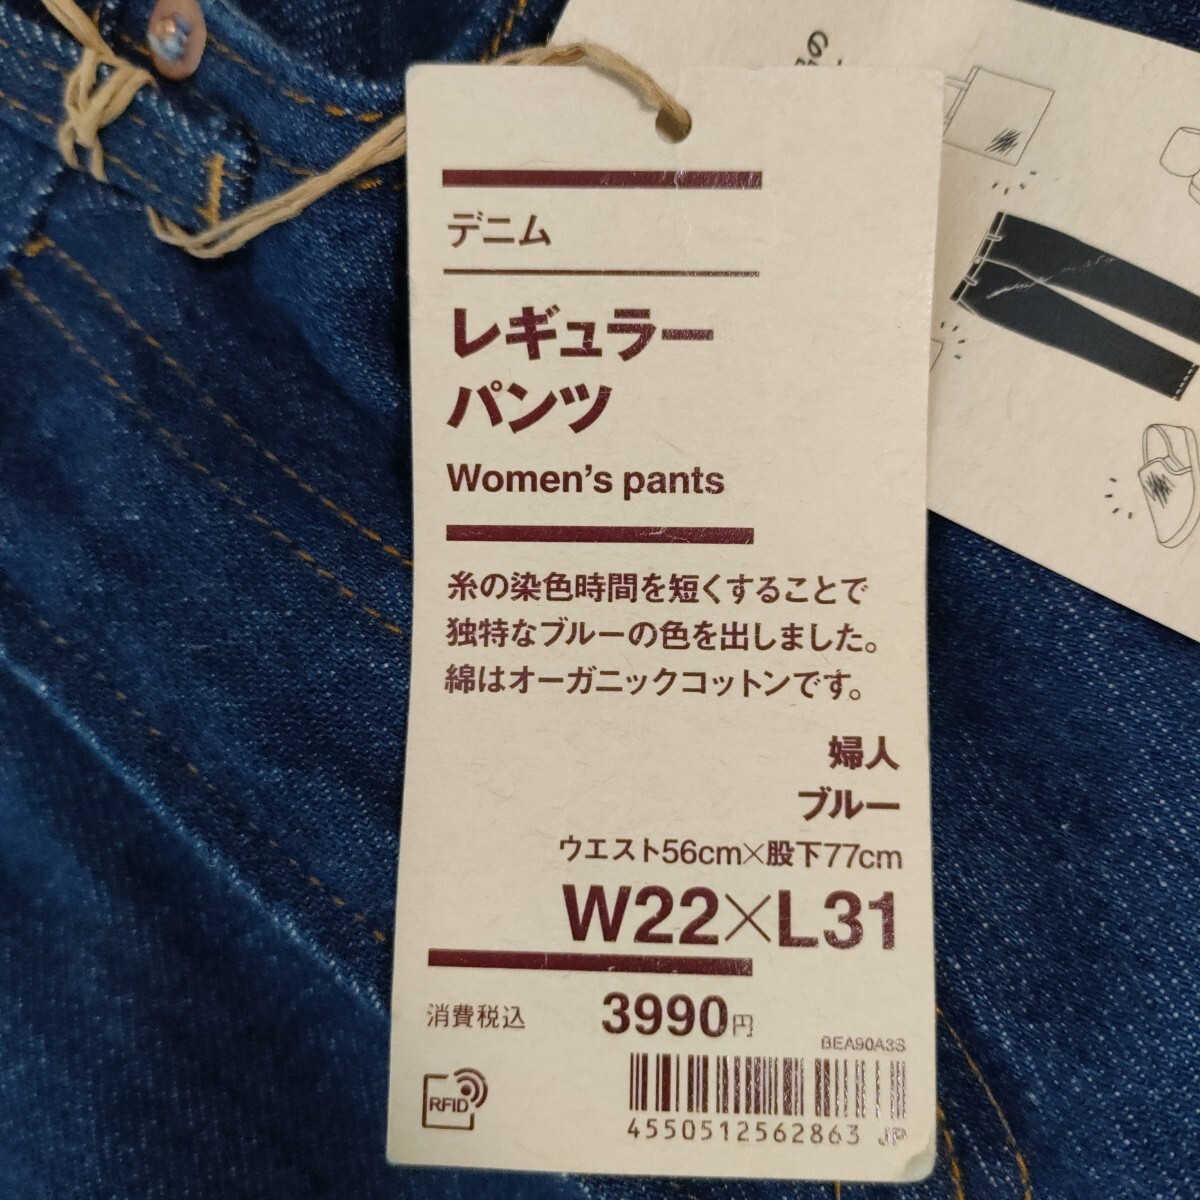 デニム
レギュラー
パンツ
Women's pants
糸の染色時間を短くすることで
独特なブルーの色を出しました。
綿はオーガニックコットンです。
婦人
ブルー
ウエスト56cm×股下77cm
W22×L31
消費税込 3990円
BEA90A3S
RFID
4550512562863 JP